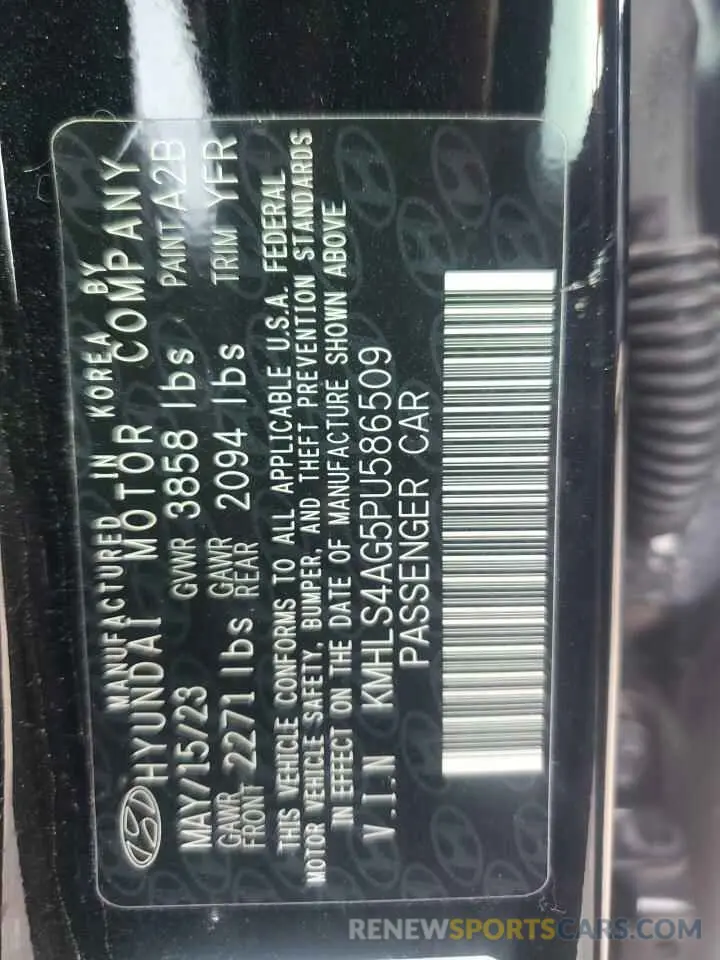 MANUFACTURED IN KOREA BY
HYUNDAI MOTOR COMPANY
MAY/15/23 GVWR 3858 lbs PAINT A2B
GAWR FRONT 2271 lbs GAWR REAR 2094 lbs TRIM YFR
THIS VEHICLE CONFORMS TO ALL APPLICABLE U.S.A. FEDERAL
MOTOR VEHICLE SAFETY, BUMPER, AND THEFT PREVENTION STANDARDS
IN EFFECT ON THE DATE OF MANUFACTURE SHOWN ABOVE
V.I.N KMHLS4AG5PU586509
PASSENGER CAR
RENEWSPORTSCARS.COM